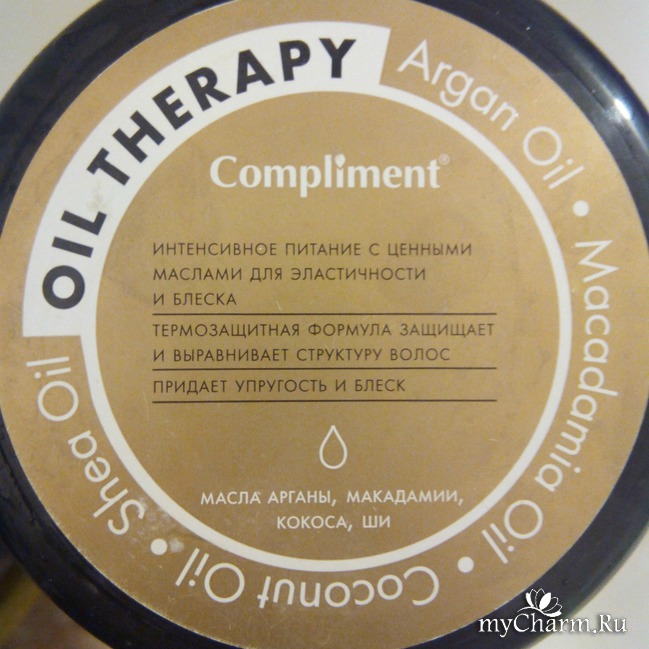 OIL THERAPY
Argan Oil • Macadamia Oil • Coconut Oil • Shea Oil
Compliment®
ИНТЕНСИВНОЕ ПИТАНИЕ С ЦЕННЫМИ
МАСЛАМИ ДЛЯ ЭЛАСТИЧНОСТИ
И БЛЕСКА
ТЕРМОЗАЩИТНАЯ ФОРМУЛА ЗАЩИЩАЕТ
И ВЫРАВНИВАЕТ СТРУКТУРУ ВОЛОС
ПРИДАЕТ УПРУГОСТЬ И БЛЕСК
МАСЛА АРГАНЫ, МАКАДАМИИ,
КОКОСА, ШИ
myCharm.Ru